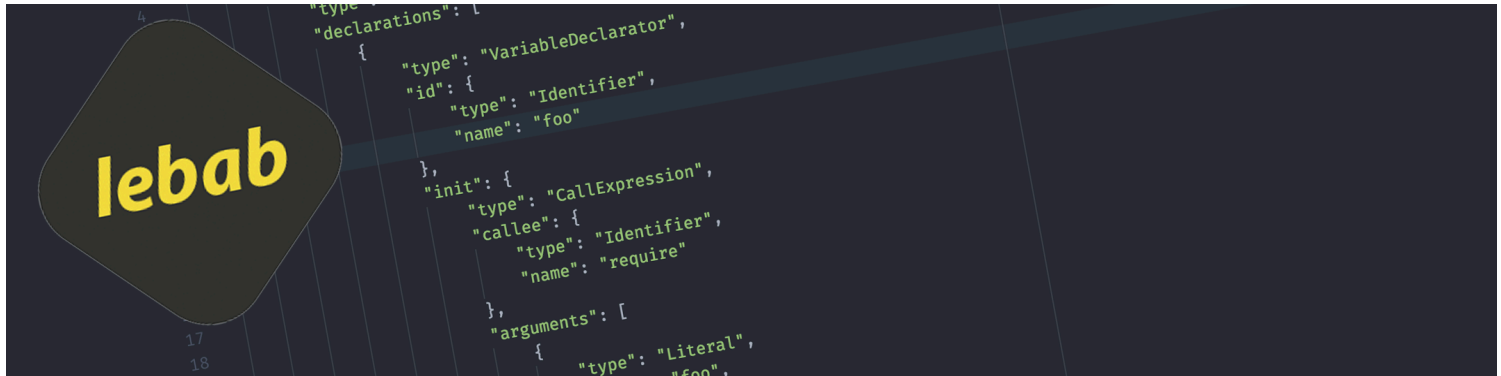 lebab
4
"type":
"declarations": [
{
"type": "VariableDeclarator",
"id": {
"type": "Identifier",
"name": "foo"
},
"init": {
"type": "CallExpression",
"callee": {
"type": "Identifier",
"name": "require"
},
"arguments": [
{
"type": "Literal",
"foo",
17
18